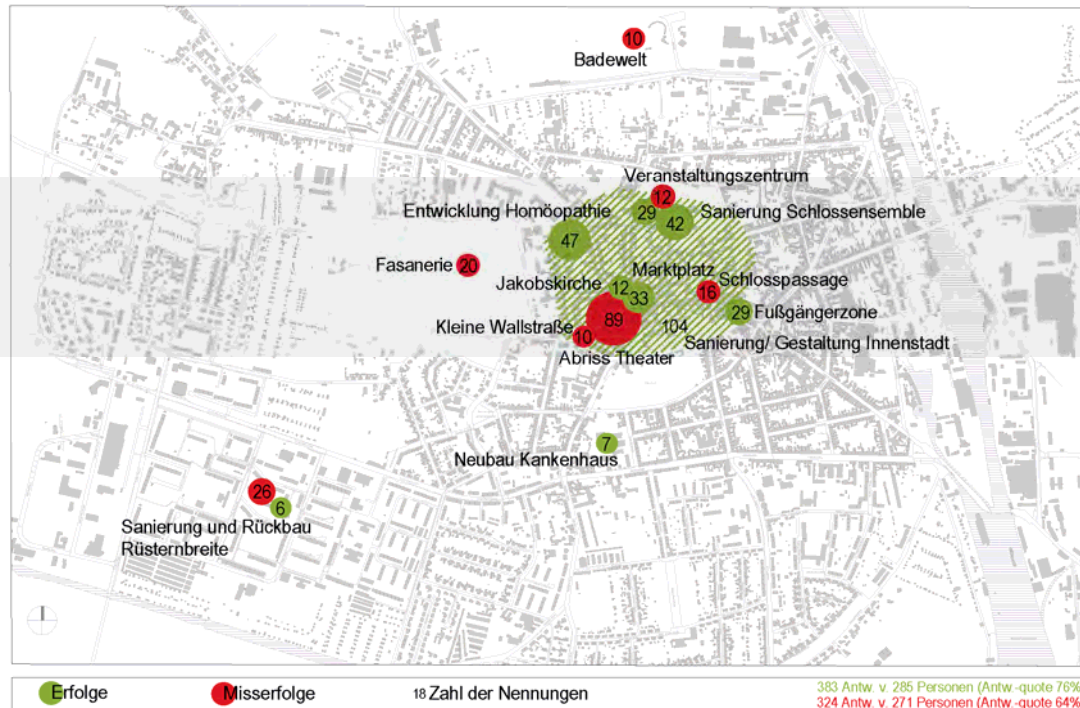 10
Badewelt
Veranstaltungszentrum
12
Entwicklung Homöopathie
29
42
Sanierung Schlossensemble
47
Fasanerie
20
Marktplatz
Jakobskirche
12
33
Schlosspassage
16
29
Fußgängerzone
89
Kleine Wallstraße
10
104
Sanierung/ Gestaltung Innenstadt
Abriss Theater
7
Neubau Kankenhaus
26
6
Sanierung und Rückbau
Rüsternbreite
Erfolge
Misserfolge
18 Zahl der Nennungen
383 Antw. v. 285 Personen (Antw.-quote 76%
324 Antw. v. 271 Personen (Antw.-quote 64%